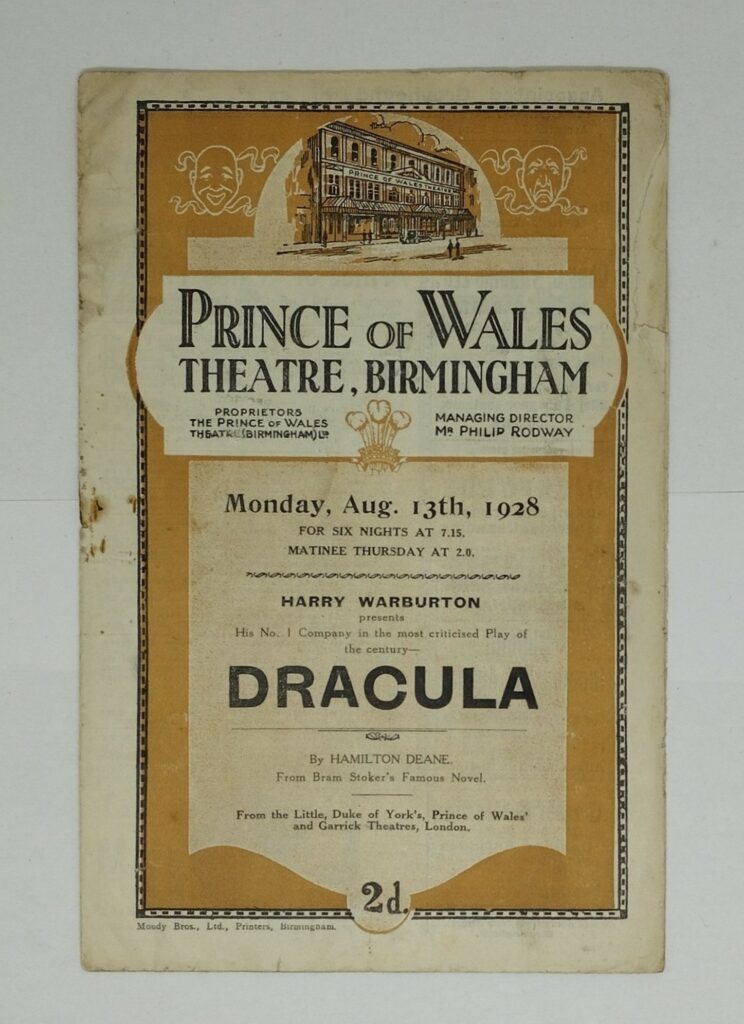 PRINCE OF WALES THEATRE
PRINCE OF WALES
THEATRE, BIRMINGHAM
PROPRIETORS
THE PRINCE OF WALES
THEATRE (BIRMINGHAM) LTD
MANAGING DIRECTOR
MR PHILIP RODWAY
Monday, Aug. 13th, 1928
FOR SIX NIGHTS AT 7.15.
MATINEE THURSDAY AT 2.0.
HARRY WARBURTON
presents
His No. 1 Company in the most criticised Play of
the century—
DRACULA
By HAMILTON DEANE.
From Bram Stoker's Famous Novel.
From the Little, Duke of York's, Prince of Wales'
and Garrick Theatres, London.
2d.
Moody Bros., Ltd., Printers, Birmingham.